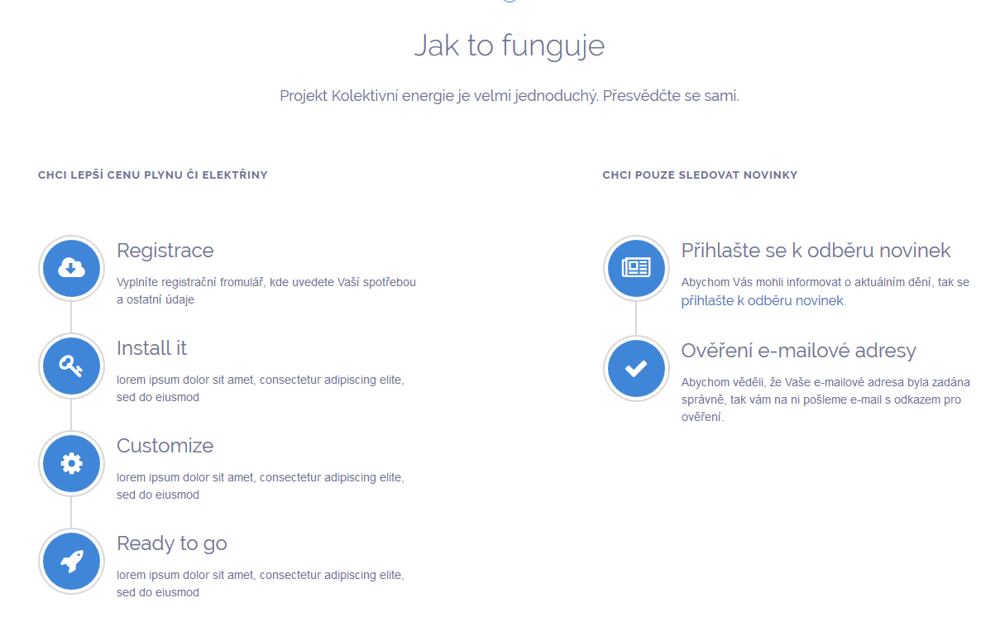 Jak to funguje
Projekt Kolektivní energie je velmi jednoduchý. Přesvědčte se sami.
CHCI LEPŠÍ CENU PLYNU ČI ELEKTŘINY
Registrace
Vyplníte registrační fromulář, kde uvedete Vaší spotřebou
a ostatní údaje
Install it
lorem ipsum dolor sit amet, consectetur adipiscing elite,
sed do eiusmod
Customize
lorem ipsum dolor sit amet, consectetur adipiscing elite,
sed do eiusmod
Ready to go
lorem ipsum dolor sit amet, consectetur adipiscing elite,
sed do eiusmod
CHCI POUZE SLEDOVAT NOVINKY
Přihlašte se k odběru novinek
Abychom Vás mohli informovat o aktuálním dění, tak se
přihlašte k odběru novinek.
Ověření e-mailové adresy
Abychom věděli, že Vaše e-mailové adresa byla zadána
správně, tak vám na ni pošleme e-mail s odkazem pro
ověření.